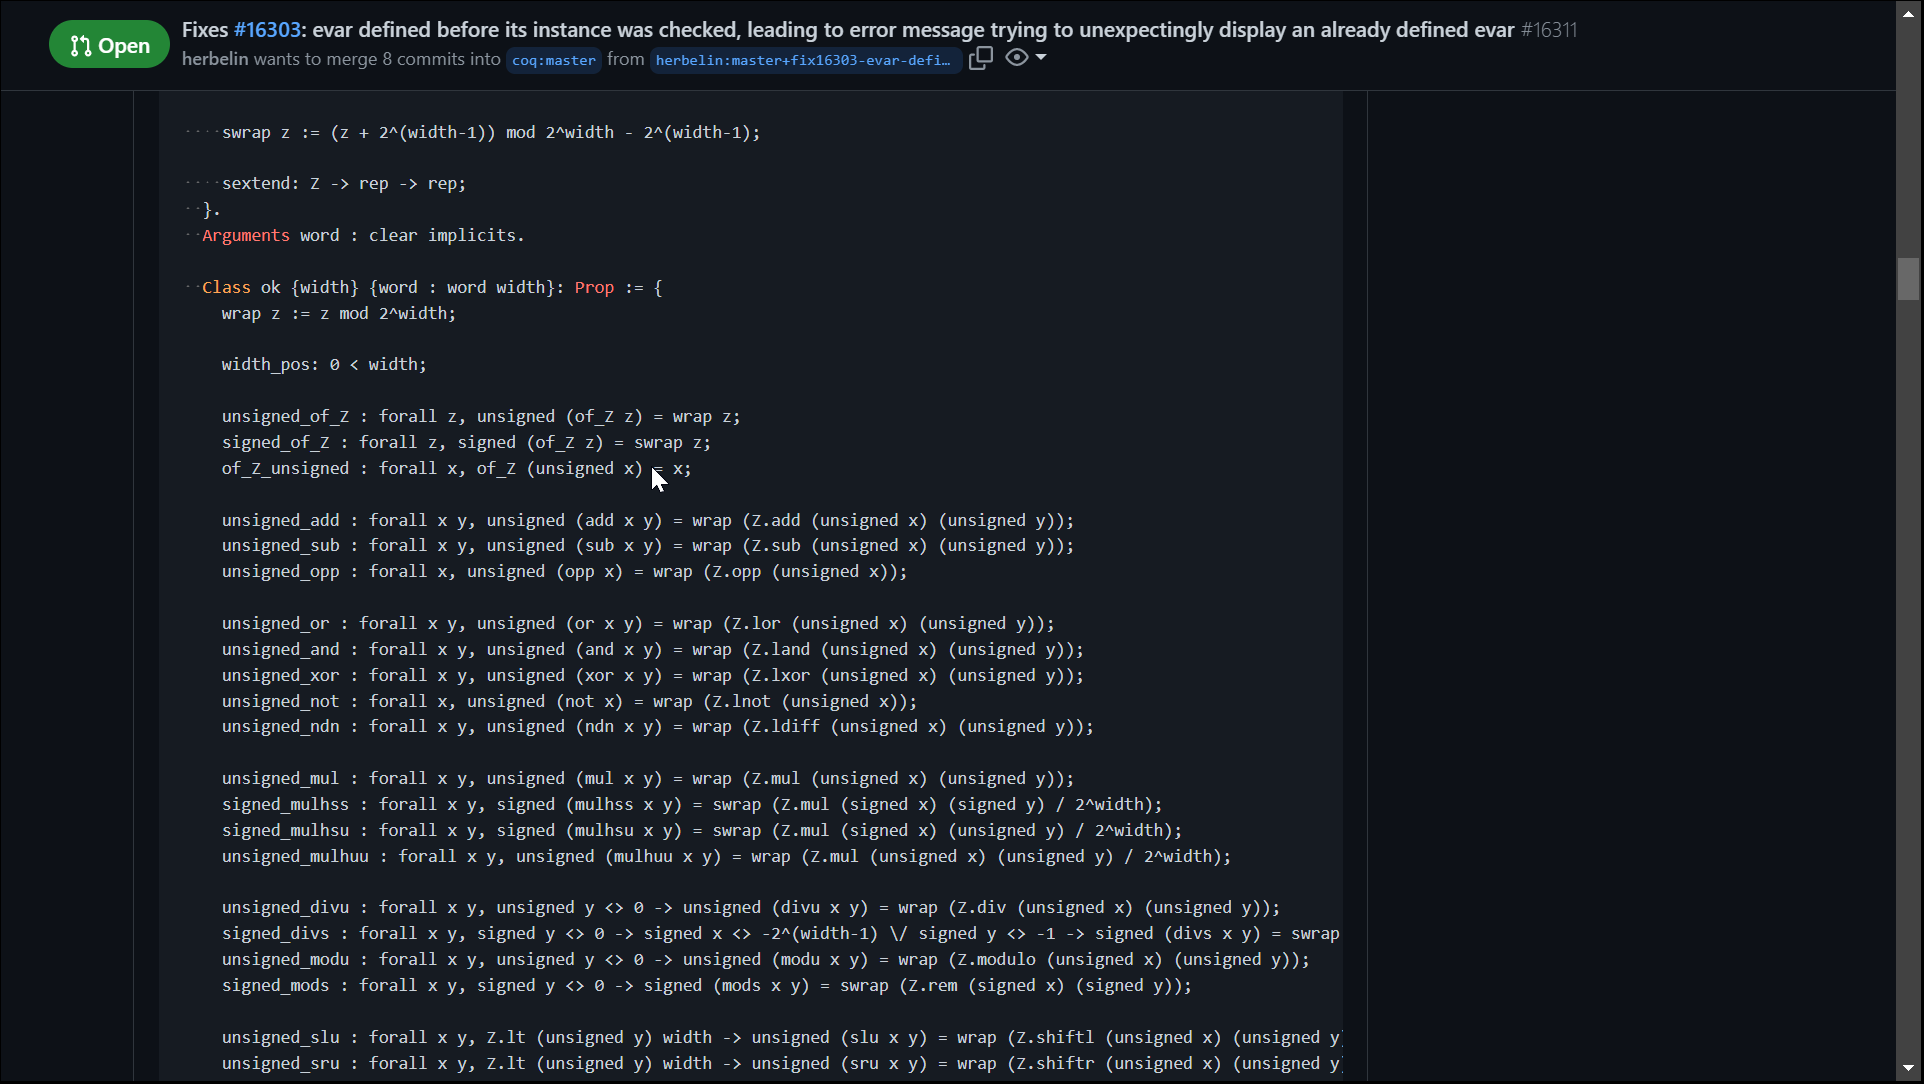 Open
Fixes #16303: evar defined before its instance was checked, leading to error message trying to unexpectingly display an already defined evar #16311
herbelin wants to merge 8 commits into coq:master from herbelin:master+fix16303-evar-defi…
····swrap z := (z + 2^(width-1)) mod 2^width - 2^(width-1);
····sextend: Z -> rep -> rep;
··}.
··Arguments word : clear implicits.
··Class ok {width} {word : word width}: Prop := {
wrap z := z mod 2^width;
width_pos: 0 < width;
unsigned_of_Z : forall z, unsigned (of_Z z) = wrap z;
signed_of_Z : forall z, signed (of_Z z) = swrap z;
of_Z_unsigned : forall x, of_Z (unsigned x) = x;
unsigned_add : forall x y, unsigned (add x y) = wrap (Z.add (unsigned x) (unsigned y));
unsigned_sub : forall x y, unsigned (sub x y) = wrap (Z.sub (unsigned x) (unsigned y));
unsigned_opp : forall x, unsigned (opp x) = wrap (Z.opp (unsigned x));
unsigned_or : forall x y, unsigned (or x y) = wrap (Z.lor (unsigned x) (unsigned y));
unsigned_and : forall x y, unsigned (and x y) = wrap (Z.land (unsigned x) (unsigned y));
unsigned_xor : forall x y, unsigned (xor x y) = wrap (Z.lxor (unsigned x) (unsigned y));
unsigned_not : forall x, unsigned (not x) = wrap (Z.lnot (unsigned x));
unsigned_ndn : forall x y, unsigned (ndn x y) = wrap (Z.ldiff (unsigned x) (unsigned y));
unsigned_mul : forall x y, unsigned (mul x y) = wrap (Z.mul (unsigned x) (unsigned y));
signed_mulhss : forall x y, signed (mulhss x y) = swrap (Z.mul (signed x) (signed y) / 2^width);
signed_mulhsu : forall x y, signed (mulhsu x y) = swrap (Z.mul (signed x) (unsigned y) / 2^width);
unsigned_mulhuu : forall x y, unsigned (mulhuu x y) = wrap (Z.mul (unsigned x) (unsigned y) / 2^width);
unsigned_divu : forall x y, unsigned y <> 0 -> unsigned (divu x y) = wrap (Z.div (unsigned x) (unsigned y));
signed_divs : forall x y, signed y <> 0 -> signed x <> -2^(width-1) \/ signed y <> -1 -> signed (divs x y) = swrap
unsigned_modu : forall x y, unsigned y <> 0 -> unsigned (modu x y) = wrap (Z.modulo (unsigned x) (unsigned y));
signed_mods : forall x y, signed y <> 0 -> signed (mods x y) = swrap (Z.rem (signed x) (signed y));
unsigned_slu : forall x y, Z.lt (unsigned y) width -> unsigned (slu x y) = wrap (Z.shiftl (unsigned x) (unsigned y)
unsigned_sru : forall x y, Z.lt (unsigned y) width -> unsigned (sru x y) = wrap (Z.shiftr (unsigned x) (unsigned y)